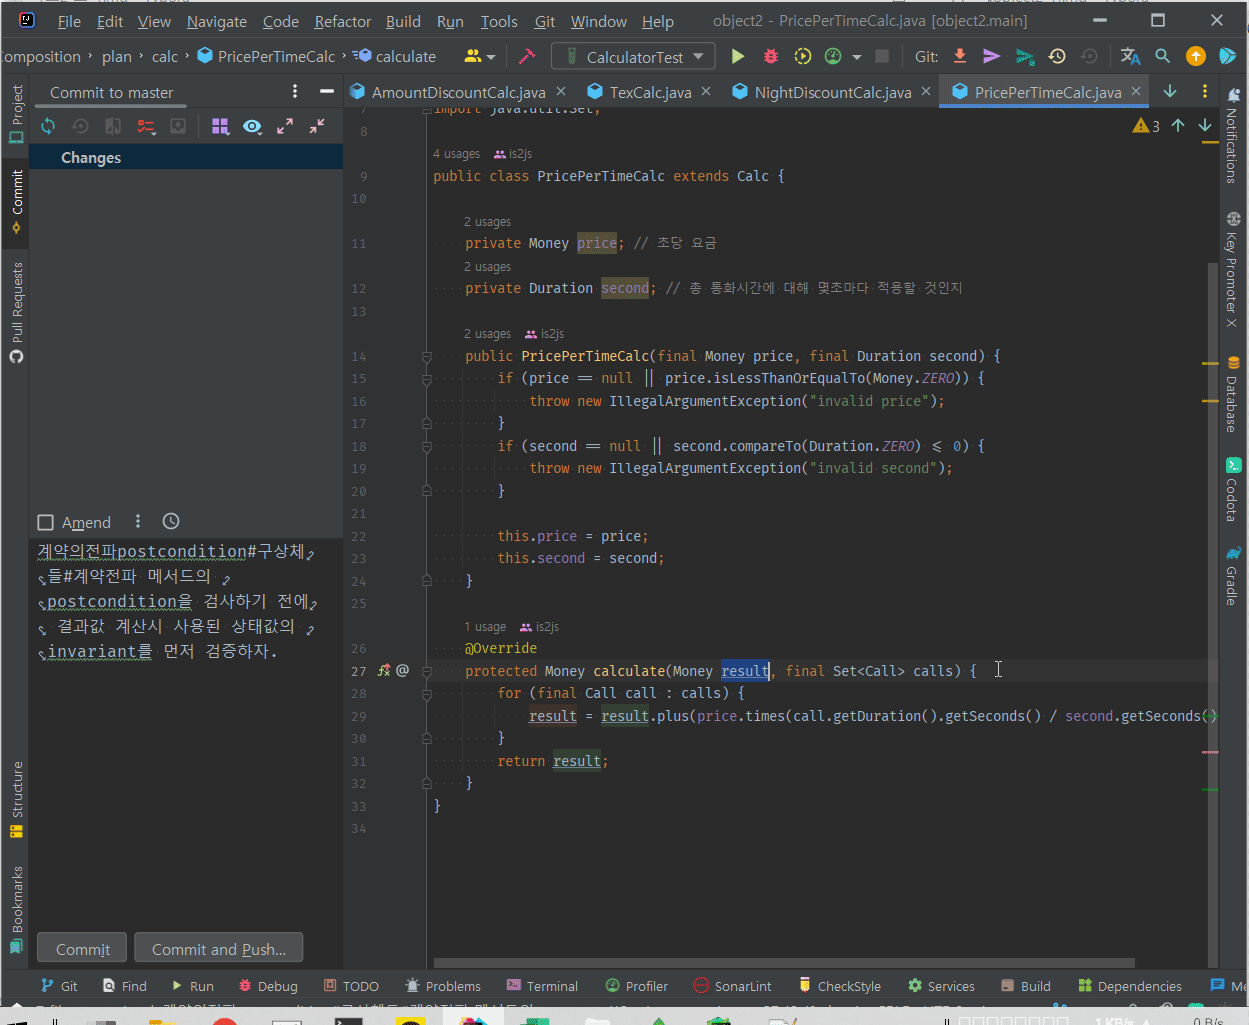 File Edit View Navigate Code Refactor Build Run Tools Git Window Help object2 - PricePerTimeCalc.java [object2.main]
omposition › plan › calc › PricePerTimeCalc › calculate CalculatorTest Git:
Project
Commit
Pull Requests
Structure
Bookmarks
Commit to master
Changes
Amend
계약의전파postcondition#구상체
들#계약전파 메서드의
postcondition을 검사하기 전에
결과값 계산시 사용된 상태값의
invariant를 먼저 검증하자.
Commit Commit and Push...
AmountDiscountCalc.java TexCalc.java NightDiscountCalc.java PricePerTimeCalc.java
3
7 import java.util.Set;
8
4 usages is2js
9 public class PricePerTimeCalc extends Calc {
10
2 usages
11 private Money price; // 초당 요금
2 usages
12 private Duration second; // 총 통화시간에 대해 몇초마다 적용할 것인지
13
2 usages is2js
14 public PricePerTimeCalc(final Money price, final Duration second) {
15 if (price == null || price.isLessThanOrEqualTo(Money.ZERO)) {
16 throw new IllegalArgumentException("invalid price");
17 }
18 if (second == null || second.compareTo(Duration.ZERO) <= 0) {
19 throw new IllegalArgumentException("invalid second");
20 }
21
22 this.price = price;
23 this.second = second;
24 }
25
1 usage is2js
26 @Override
27 protected Money calculate(Money result, final Set<Call> calls) {
28 for (final Call call : calls) {
29 result = result.plus(price.times(call.getDuration().getSeconds() / second.getSeconds()
30 }
31 return result;
32 }
33 }
34
Notifications
Key Promoter X
Database
Codota
Gradle
Git Find Run Debug TODO Problems Terminal Profiler SonarLint CheckStyle Services Build Dependencies Me